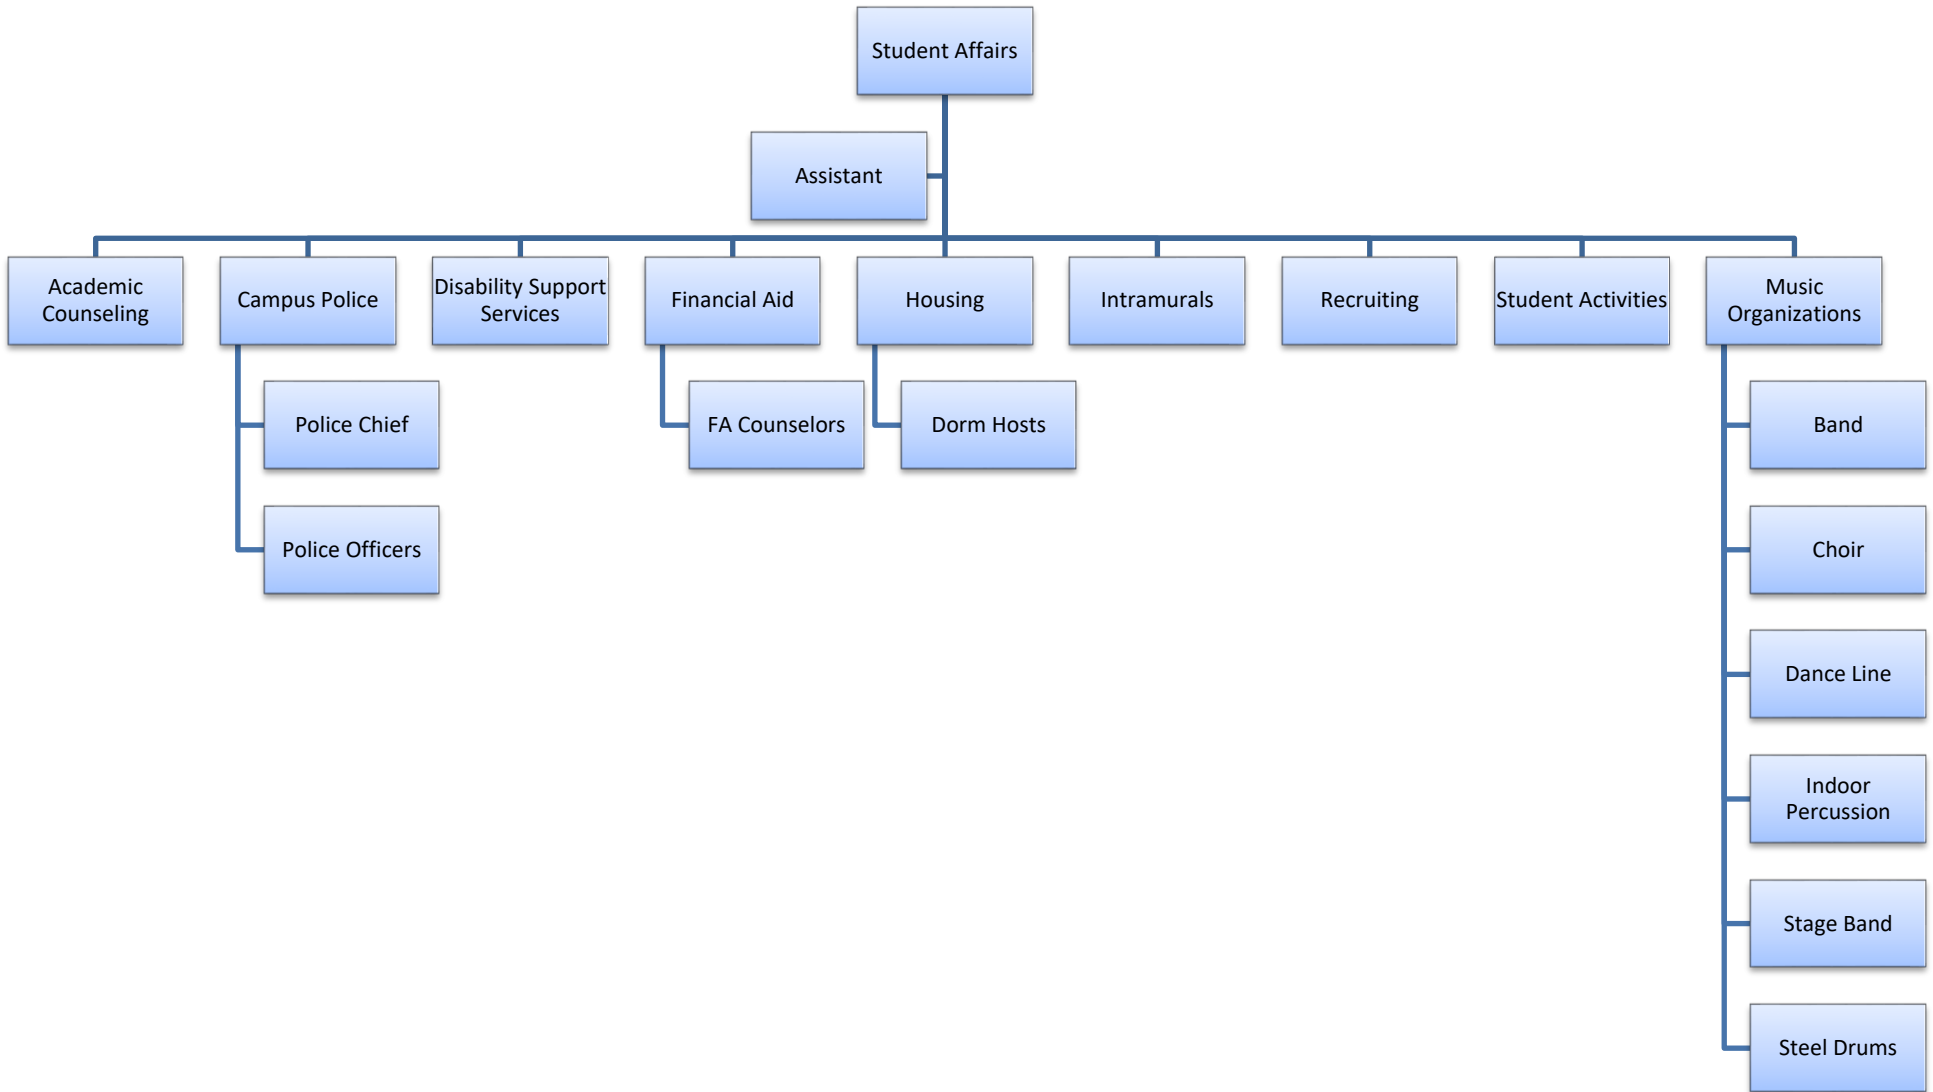 Student Affairs
Assistant
Academic
Counseling
Campus Police
Disability Support
Services
Financial Aid
Housing
Intramurals
Recruiting
Student Activities
Music
Organizations
Police Chief
FA Counselors
Dorm Hosts
Band
Police Officers
Choir
Dance Line
Indoor
Percussion
Stage Band
Steel Drums